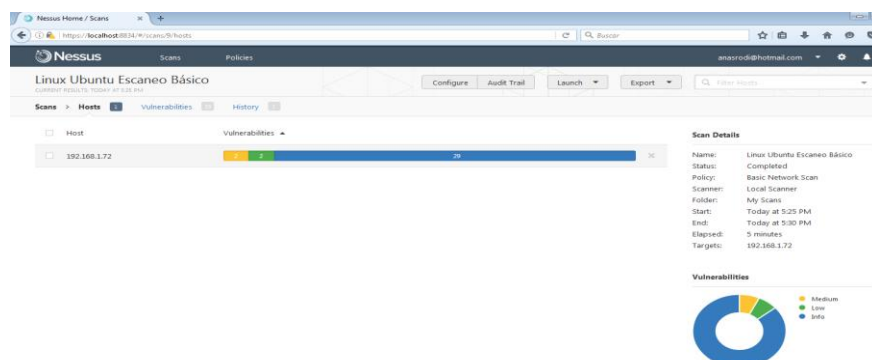 Nessus Home / Scans
https://localhost:8834/#/scans/9/hosts
Buscar
Nessus
Scans
Policies
anasrodi@hotmail.com
Linux Ubuntu Escaneo Básico
CURRENT RESULTS: TODAY AT 5:30 PM
Configure
Audit Trail
Launch
Export
Filter Hosts
Scans > Hosts 1
Vulnerabilities
History
Host
Vulnerabilities
192.168.1.72
2
29
Scan Details
Name: Linux Ubuntu Escaneo Básico
Status: Completed
Policy: Basic Network Scan
Scanner: Local Scanner
Folder: My Scans
Start: Today at 5:25 PM
End: Today at 5:30 PM
Elapsed: 5 minutes
Targets: 192.168.1.72
Vulnerabilities
Medium
Low
Info